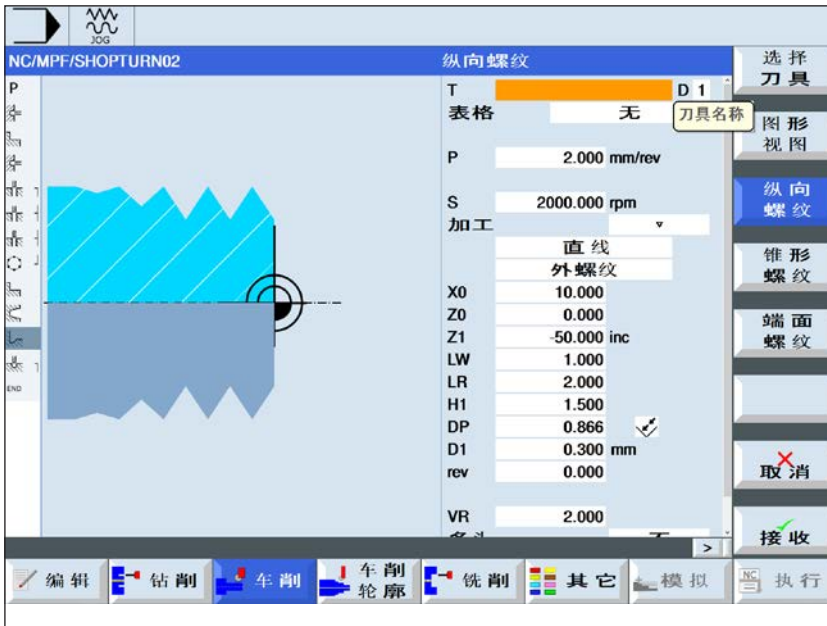 JOG
NC/MPF/SHOPTURN02
纵向螺纹
P
END
T D 1
刀具名称
表格 无
P 2.000 mm/rev
S 2000.000 rpm
加工 ▿
直线
外螺纹
X0 10.000
Z0 0.000
Z1 -50.000 inc
LW 1.000
LR 2.000
H1 1.500
DP 0.866
D1 0.300 mm
rev 0.000
VR 2.000
>
选择
刀具
图形
视图
纵向
螺纹
锥形
螺纹
端面
螺纹
取消
接收
编辑
钻削
车削
车削
轮廓
铣削
其它
模拟
NC
执行